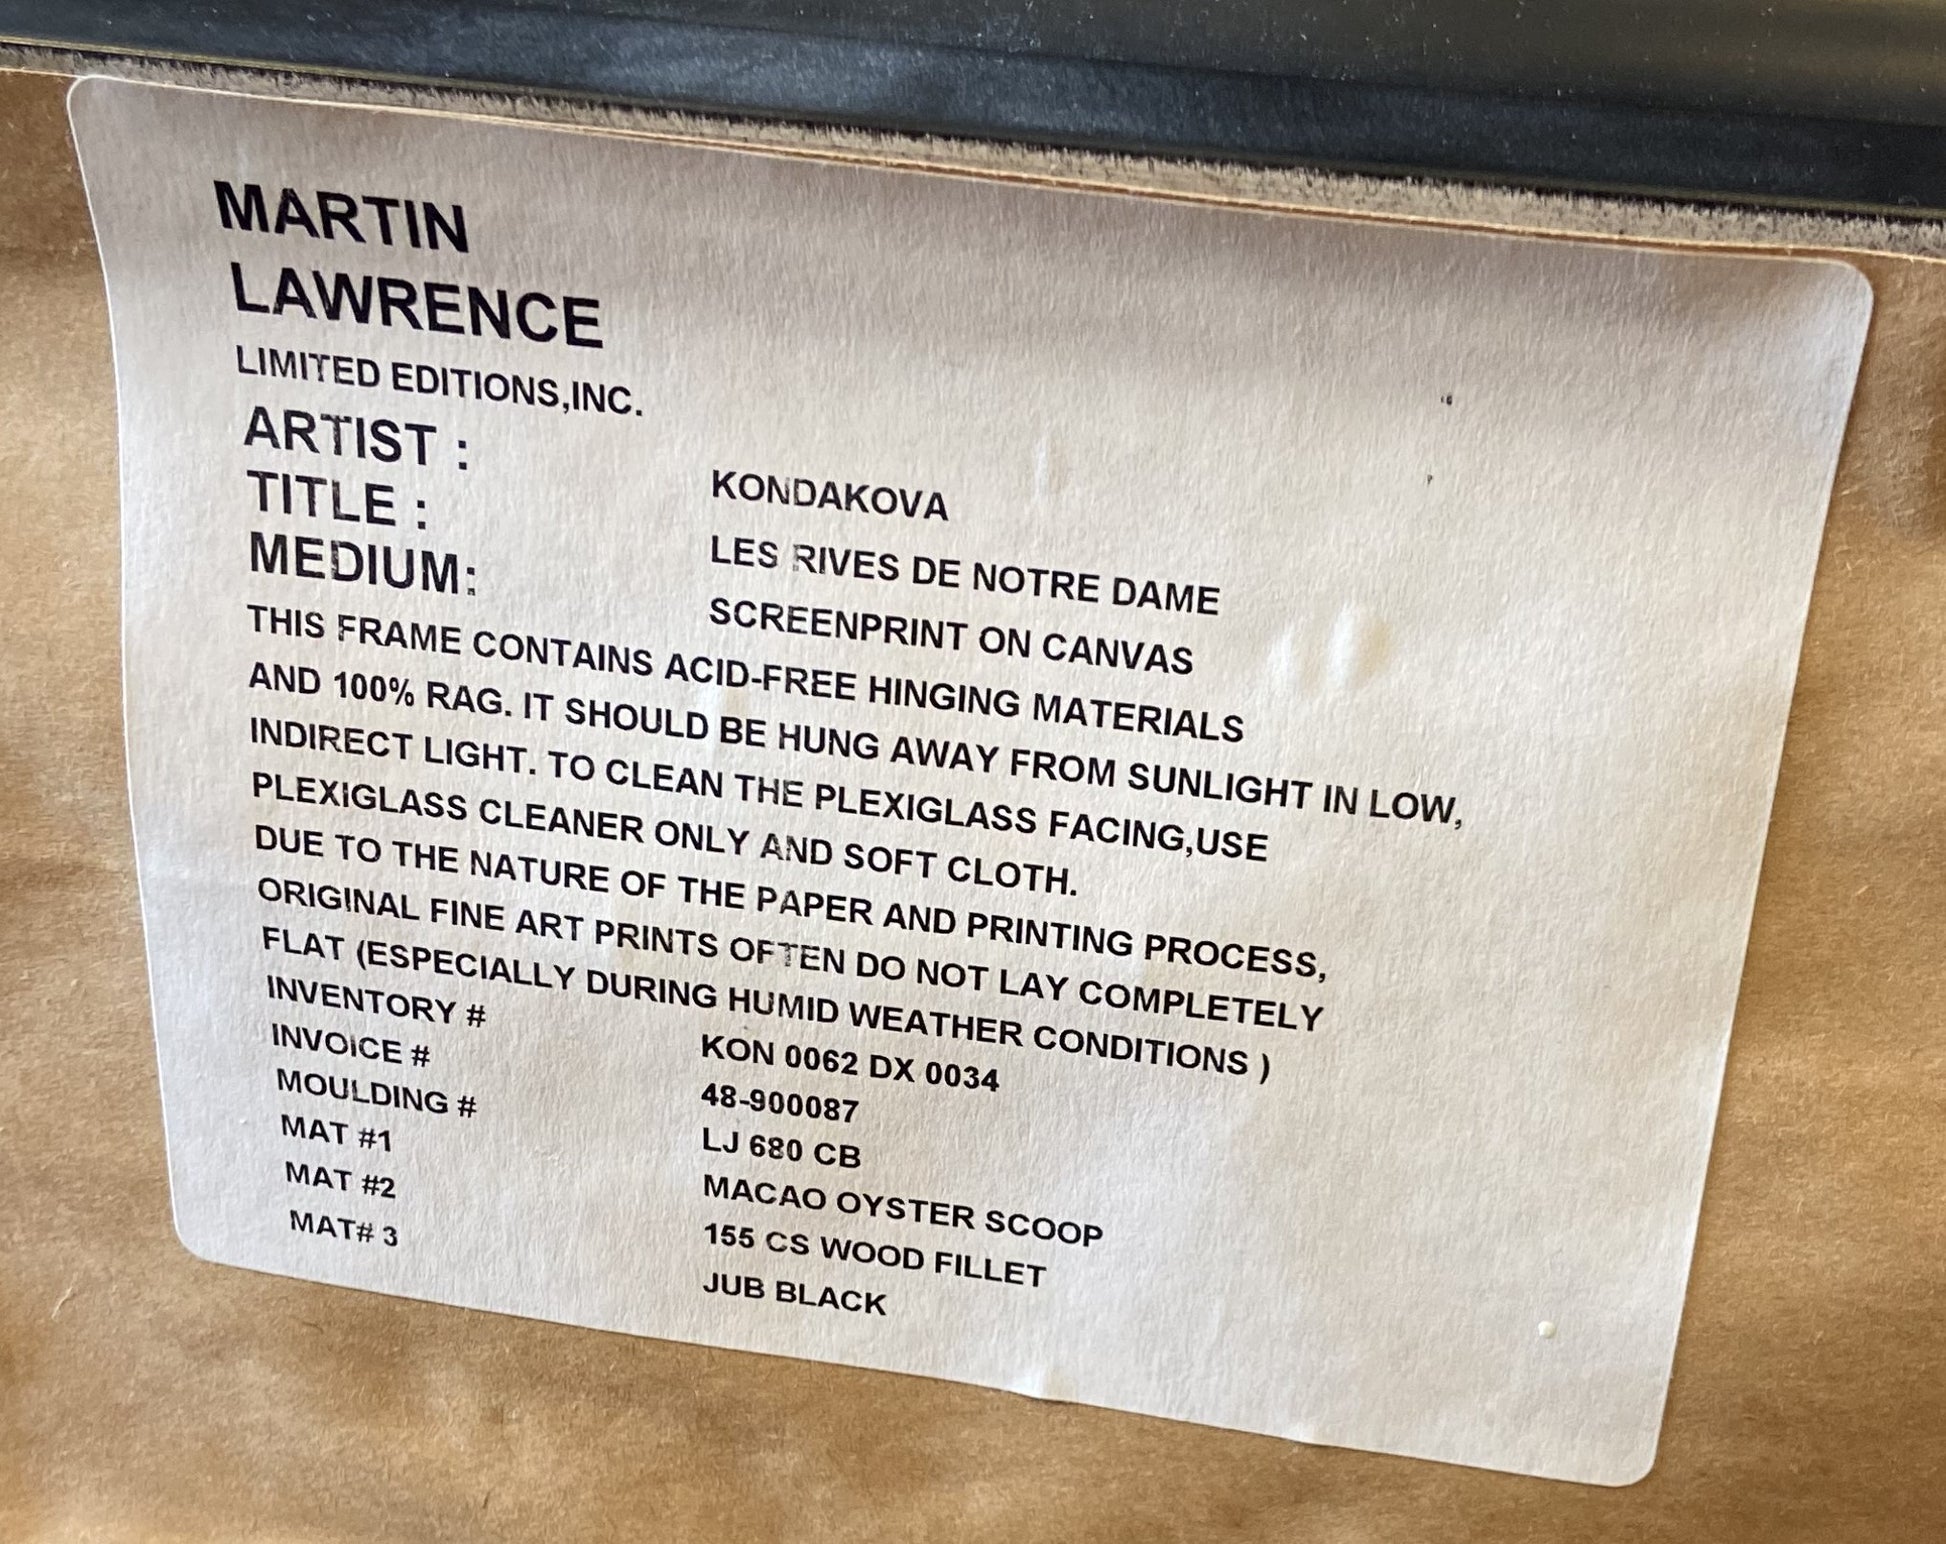 MARTIN
LAWRENCE
LIMITED EDITIONS,INC.
ARTIST : KONDAKOVA
TITLE : LES RIVES DE NOTRE DAME
MEDIUM: SCREENPRINT ON CANVAS
THIS FRAME CONTAINS ACID-FREE HINGING MATERIALS
AND 100% RAG. IT SHOULD BE HUNG AWAY FROM SUNLIGHT IN LOW,
INDIRECT LIGHT. TO CLEAN THE PLEXIGLASS FACING,USE
PLEXIGLASS CLEANER ONLY AND SOFT CLOTH.
DUE TO THE NATURE OF THE PAPER AND PRINTING PROCESS,
ORIGINAL FINE ART PRINTS OFTEN DO NOT LAY COMPLETELY
FLAT (ESPECIALLY DURING HUMID WEATHER CONDITIONS )
INVENTORY # KON 0062 DX 0034
INVOICE # 48-900087
MOULDING # LJ 680 CB
MAT #1 MACAO OYSTER SCOOP
MAT #2 155 CS WOOD FILLET
MAT# 3 JUB BLACK